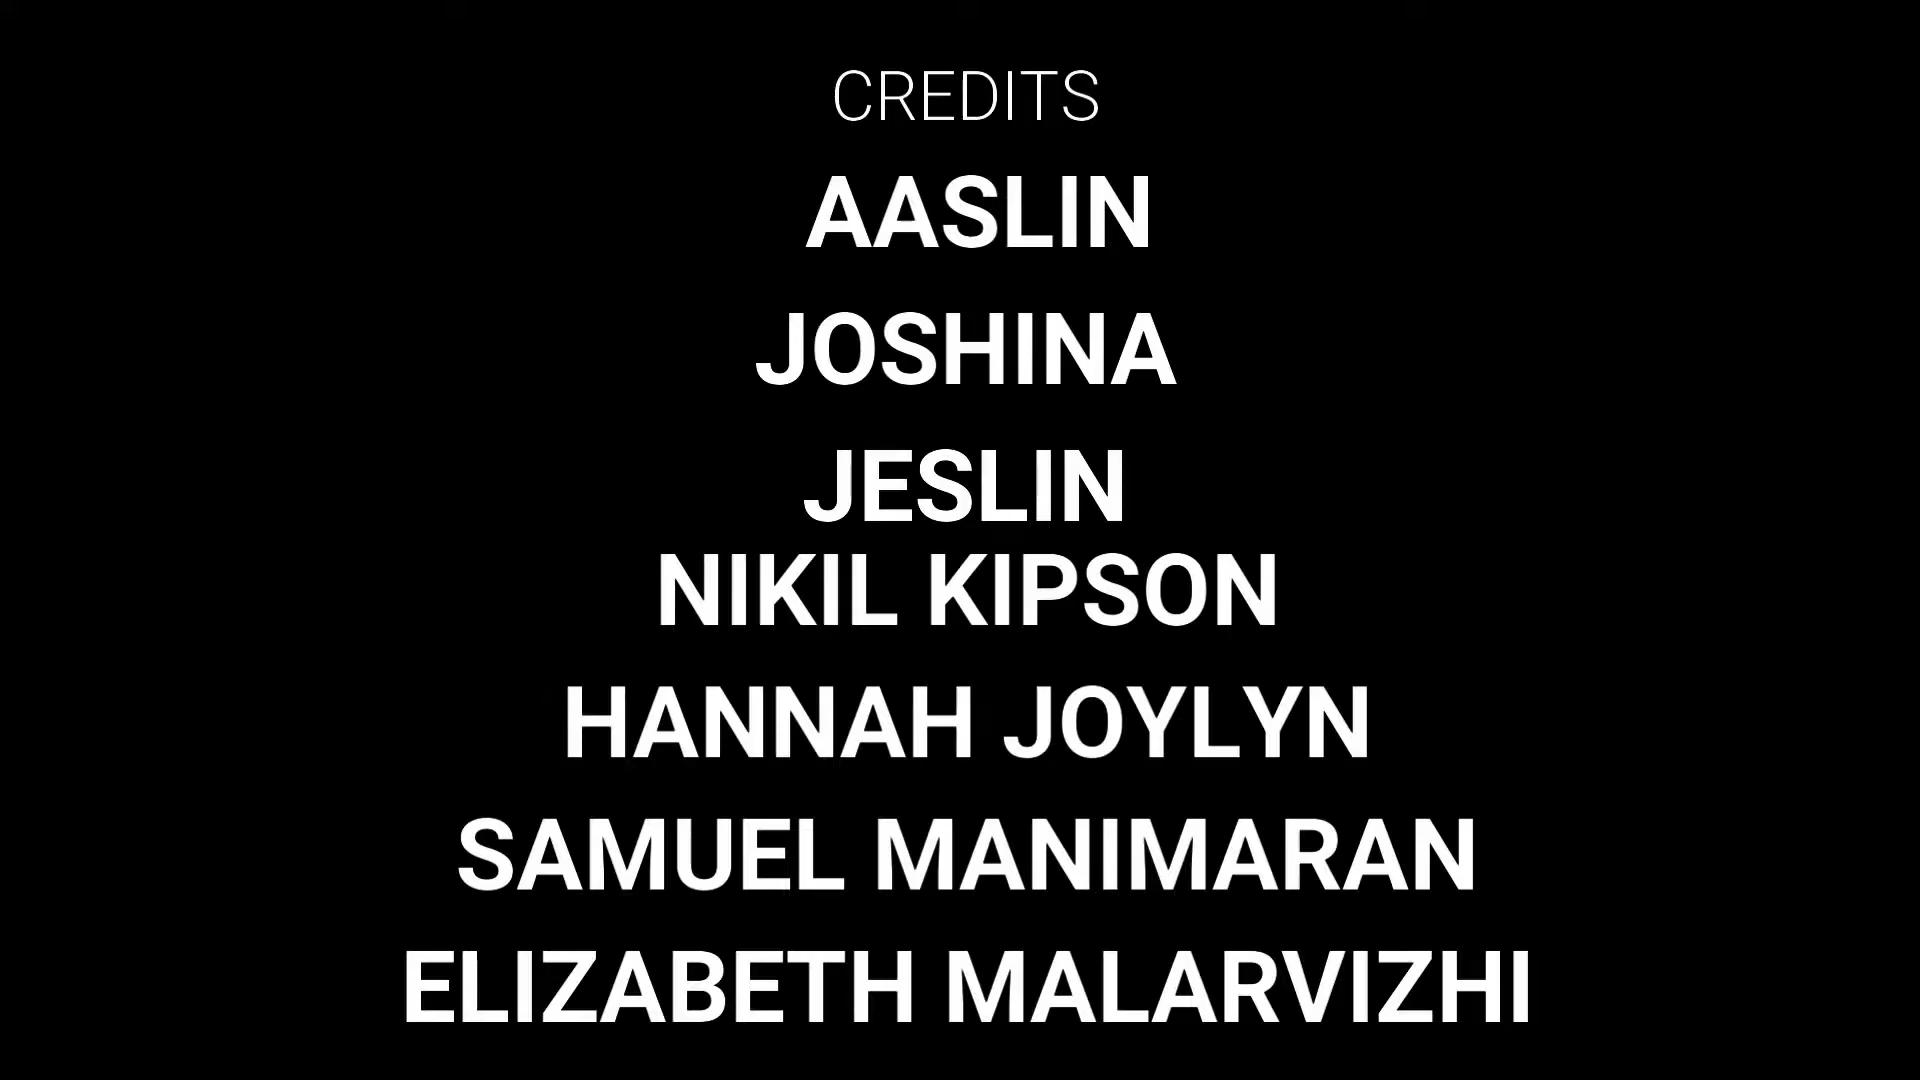 CREDITS
AASLIN
JOSHINA
JESLIN
NIKIL KIPSON
HANNAH JOYLYN
SAMUEL MANIMARAN
ELIZABETH MALARVIZHI